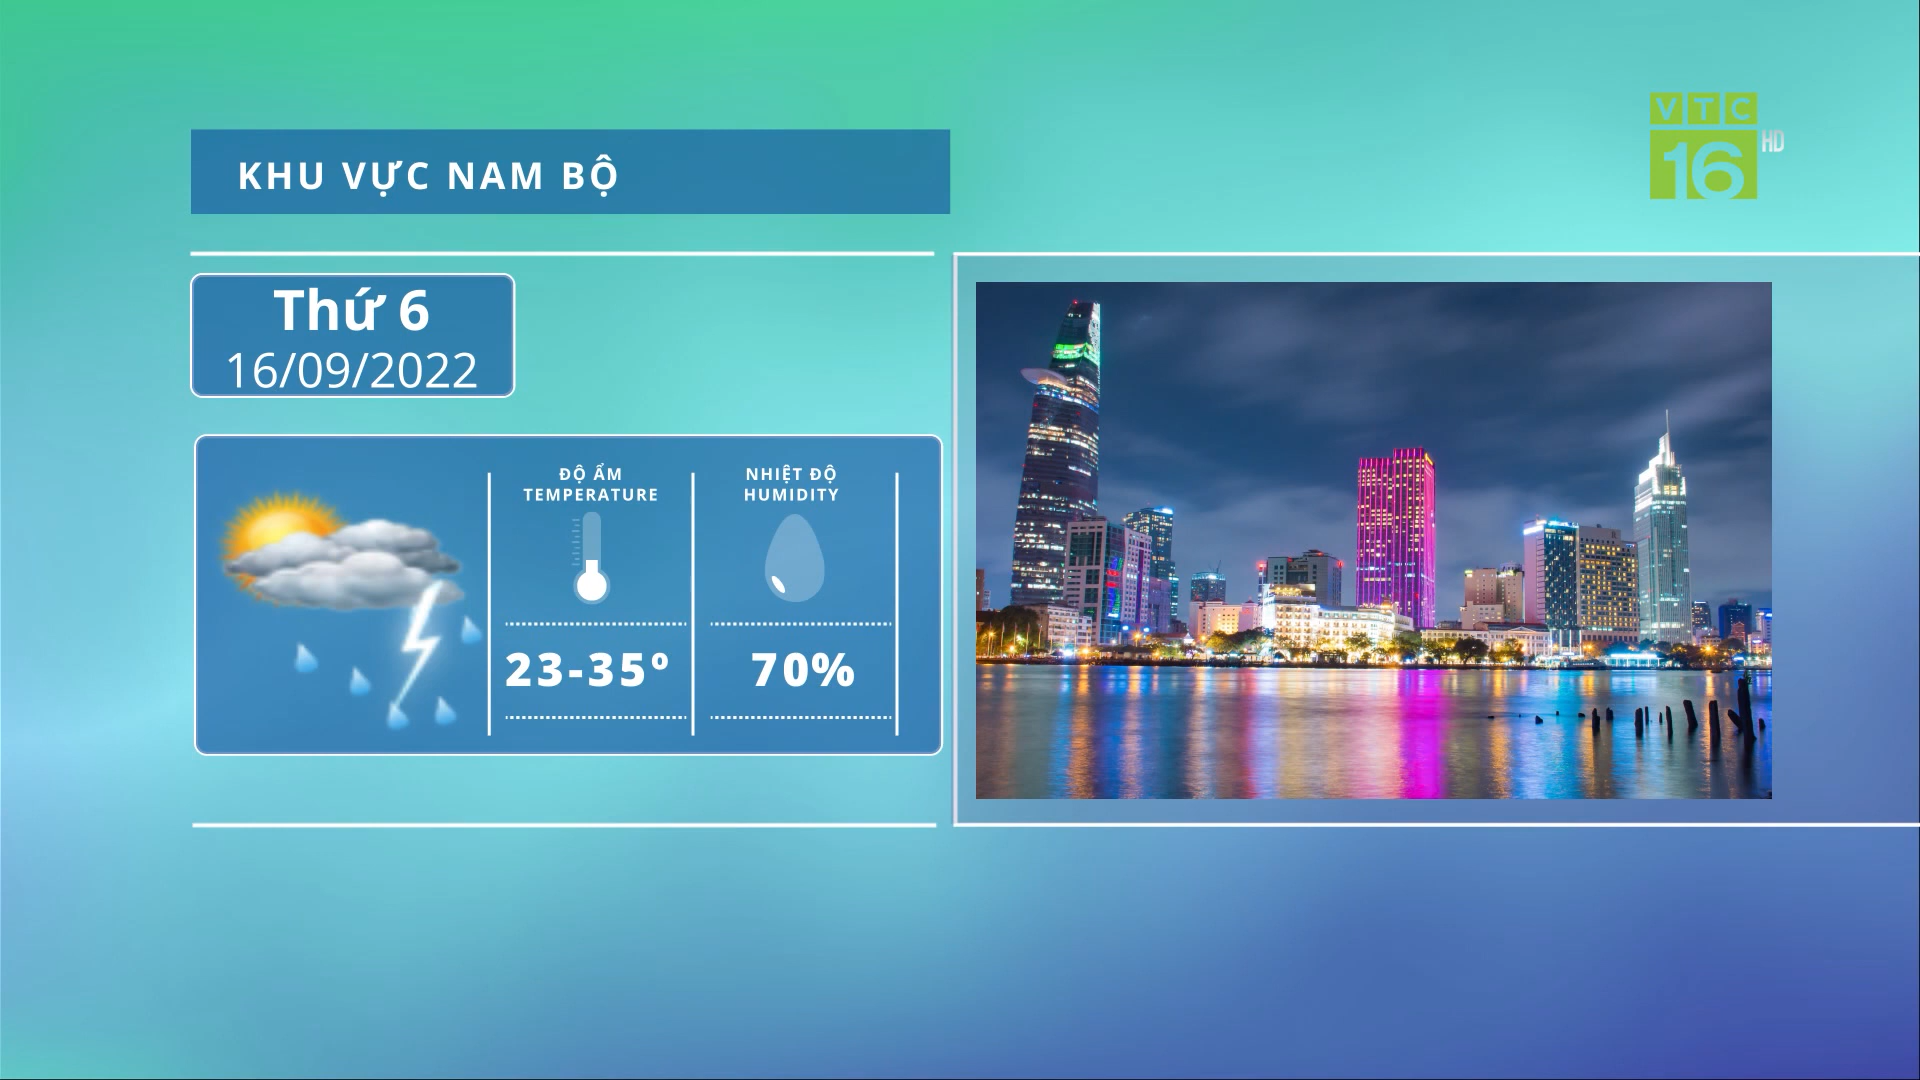 KHU VỰC NAM BỘ
VTC
16
HD
Thứ 6
16/09/2022
ĐỘ ẨM
TEMPERATURE
23-35º
NHIỆT ĐỘ
HUMIDITY
70%